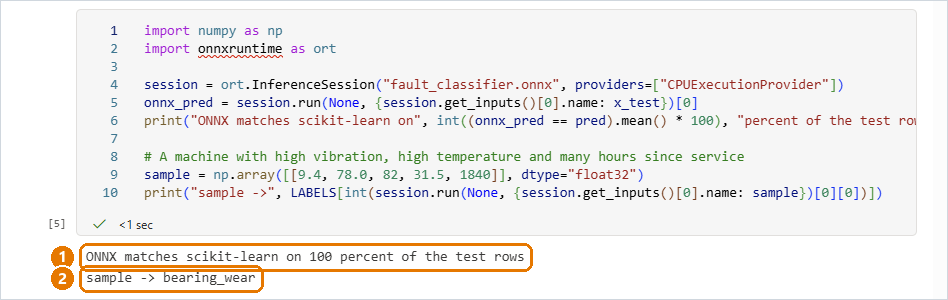 1 import numpy as np
2 import onnxruntime as ort
3
4 session = ort.InferenceSession("fault_classifier.onnx", providers=["CPUExecutionProvider"])
5 onnx_pred = session.run(None, {session.get_inputs()[0].name: x_test})[0]
6 print("ONNX matches scikit-learn on", int((onnx_pred == pred).mean() * 100), "percent of the test
7
8 # A machine with high vibration, high temperature and many hours since service
9 sample = np.array([[9.4, 78.0, 82, 31.5, 1840]], dtype="float32")
10 print("sample ->", LABELS[int(session.run(None, {session.get_inputs()[0].name: sample})[0][0])])
[5] <1 sec
1 ONNX matches scikit-learn on 100 percent of the test rows
2 sample -> bearing_wear